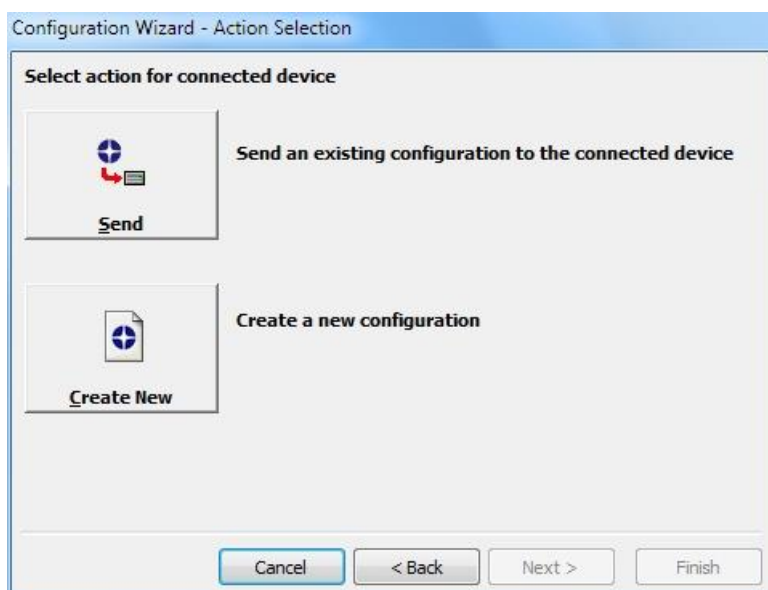 Configuration Wizard - Action Selection
Select action for connected device
Send an existing configuration to the connected device
Send
Create a new configuration
Create New
Cancel
< Back
Next >
Finish